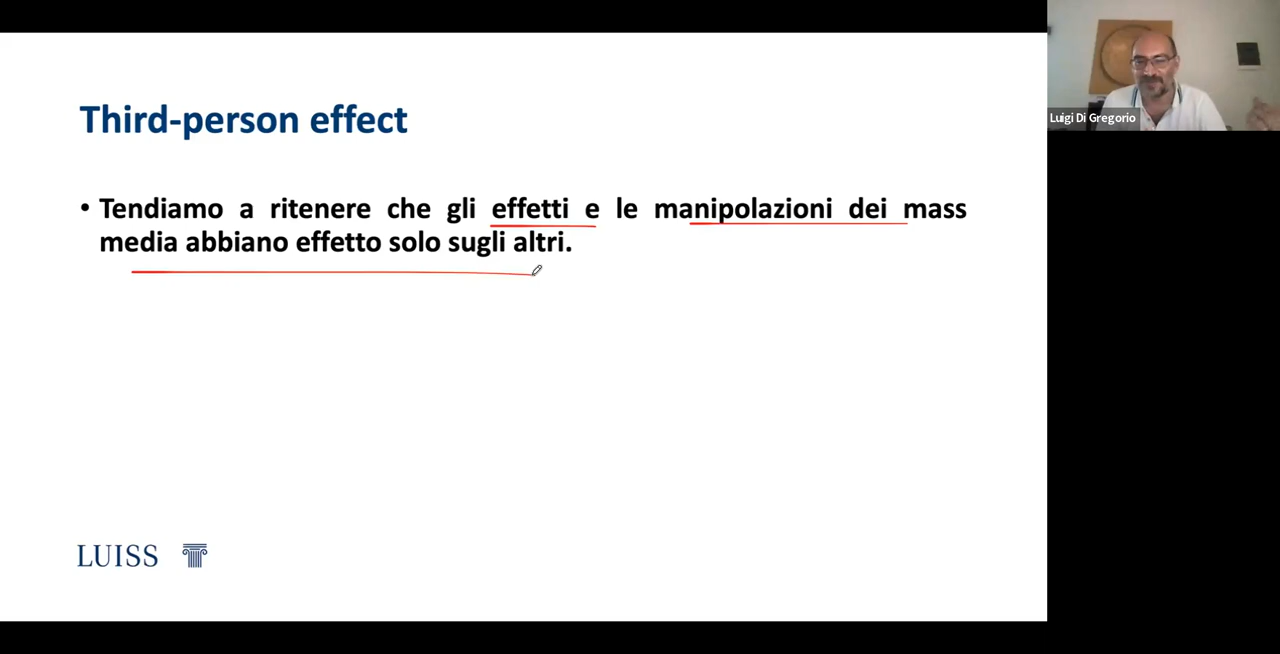 Third-person effect
• Tendiamo a ritenere che gli effetti e le manipolazioni dei mass
media abbiano effetto solo sugli altri.
LUISS
Luigi Di Gregorio